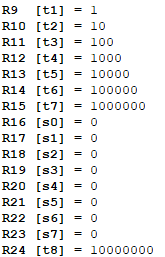 R9 [t1] = 1
R10 [t2] = 10
R11 [t3] = 100
R12 [t4] = 1000
R13 [t5] = 10000
R14 [t6] = 100000
R15 [t7] = 1000000
R16 [s0] = 0
R17 [s1] = 0
R18 [s2] = 0
R19 [s3] = 0
R20 [s4] = 0
R21 [s5] = 0
R22 [s6] = 0
R23 [s7] = 0
R24 [t8] = 10000000